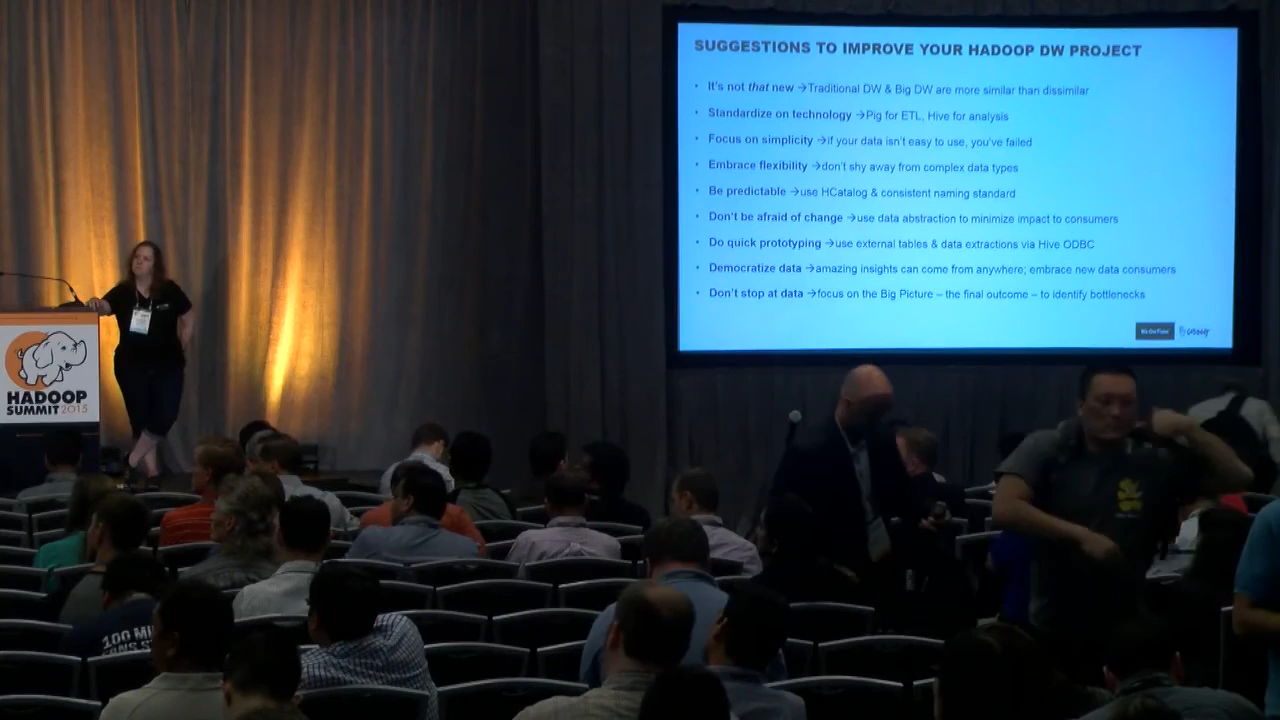 SUGGESTIONS TO IMPROVE YOUR HADOOP DW PROJECT
• It's not that new →Traditional DW & Big DW are more similar than dissimilar
• Standardize on technology →Pig for ETL, Hive for analysis
• Focus on simplicity →if your data isn't easy to use, you've failed
• Embrace flexibility →don't shy away from complex data types
• Be predictable →use HCatalog & consistent naming standard
• Don't be afraid of change →use data abstraction to minimize impact to consumers
• Do quick prototyping →use external tables & data extractions via Hive ODBC
• Democratize data →amazing insights can come from anywhere; embrace new data consumers
• Don't stop at data →focus on the Big Picture – the final outcome – to identify bottlenecks
HADOOP
SUMMIT 2015
100 MI